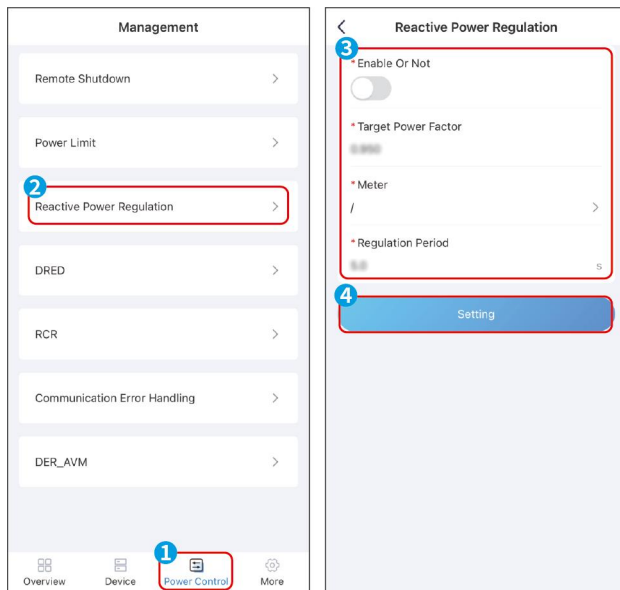 Management
Remote Shutdown
Power Limit
2
Reactive Power Regulation
DRED
RCR
Communication Error Handling
DER_AVM
1
Overview
Device
Power Control
More
Reactive Power Regulation
3
*Enable Or Not
*Target Power Factor
*Meter
/
*Regulation Period
s
4
Setting